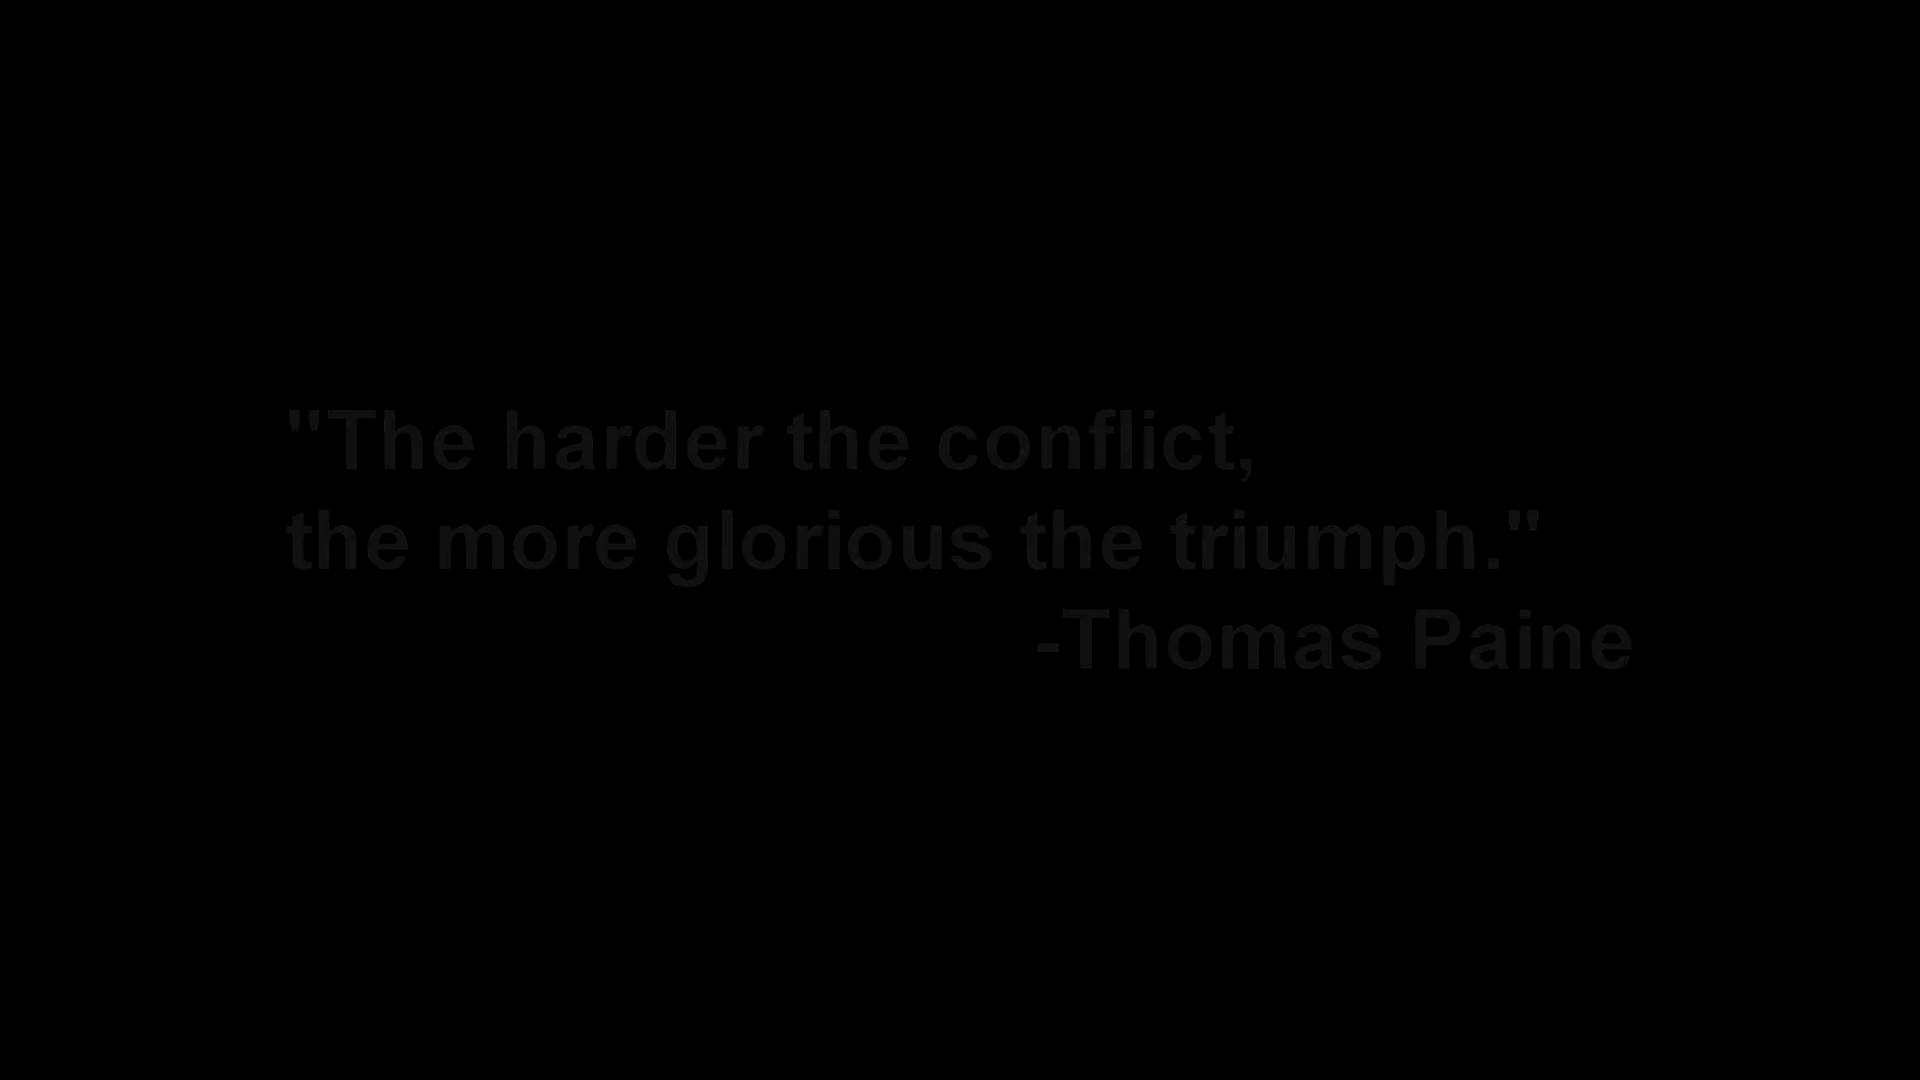 "The harder the conflict,
the more glorious the triumph."
-Thomas Paine